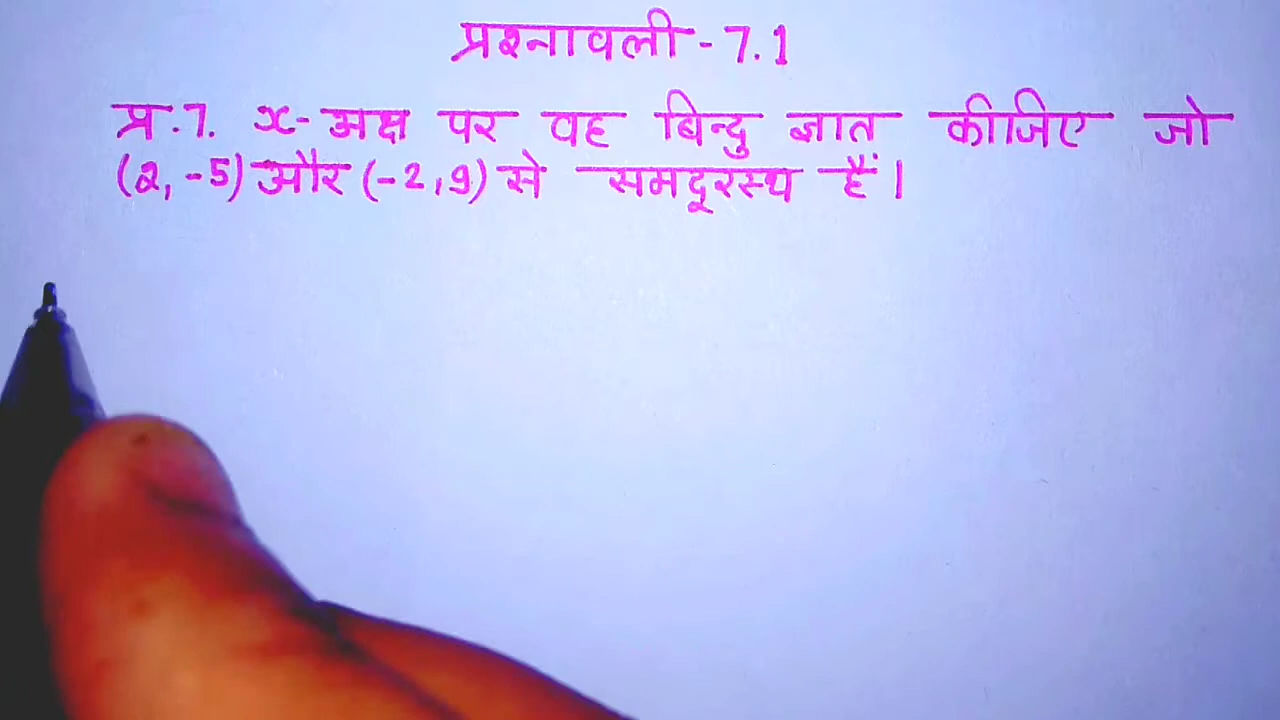 प्रश्नावली-7.1
प्र.7. x-अक्ष पर वह बिन्दु ज्ञात कीजिए जो
(2,-5) और (-2,9) से समदूरस्थ हैं।